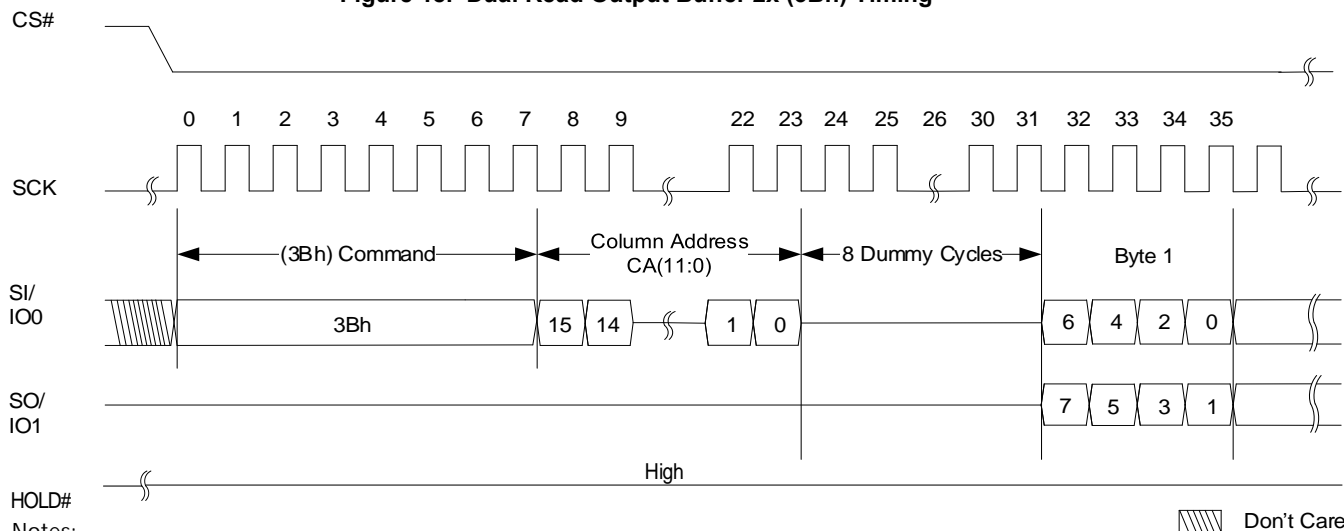 Figure 18. Dual Read Output Buffer 2x (3Bh) Timing
CS#
0 1 2 3 4 5 6 7 8 9 22 23 24 25 26 30 31 32 33 34 35
SCK
(3Bh) Command
Column Address
CA(11:0)
8 Dummy Cycles
Byte 1
SI/
IO0
3Bh
15 14 1 0
6 4 2 0
SO/
IO1
7 5 3 1
High
HOLD#
Notes:
Don't Care